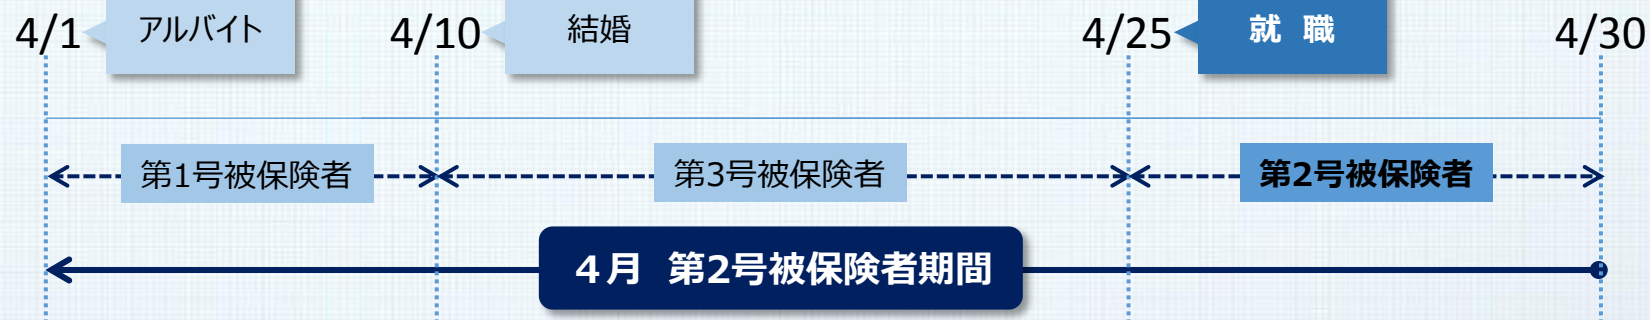 4/1 アルバイト 4/10 結婚 4/25 就 職 4/30
第1号被保険者 第3号被保険者 第2号被保険者
４月 第2号被保険者期間